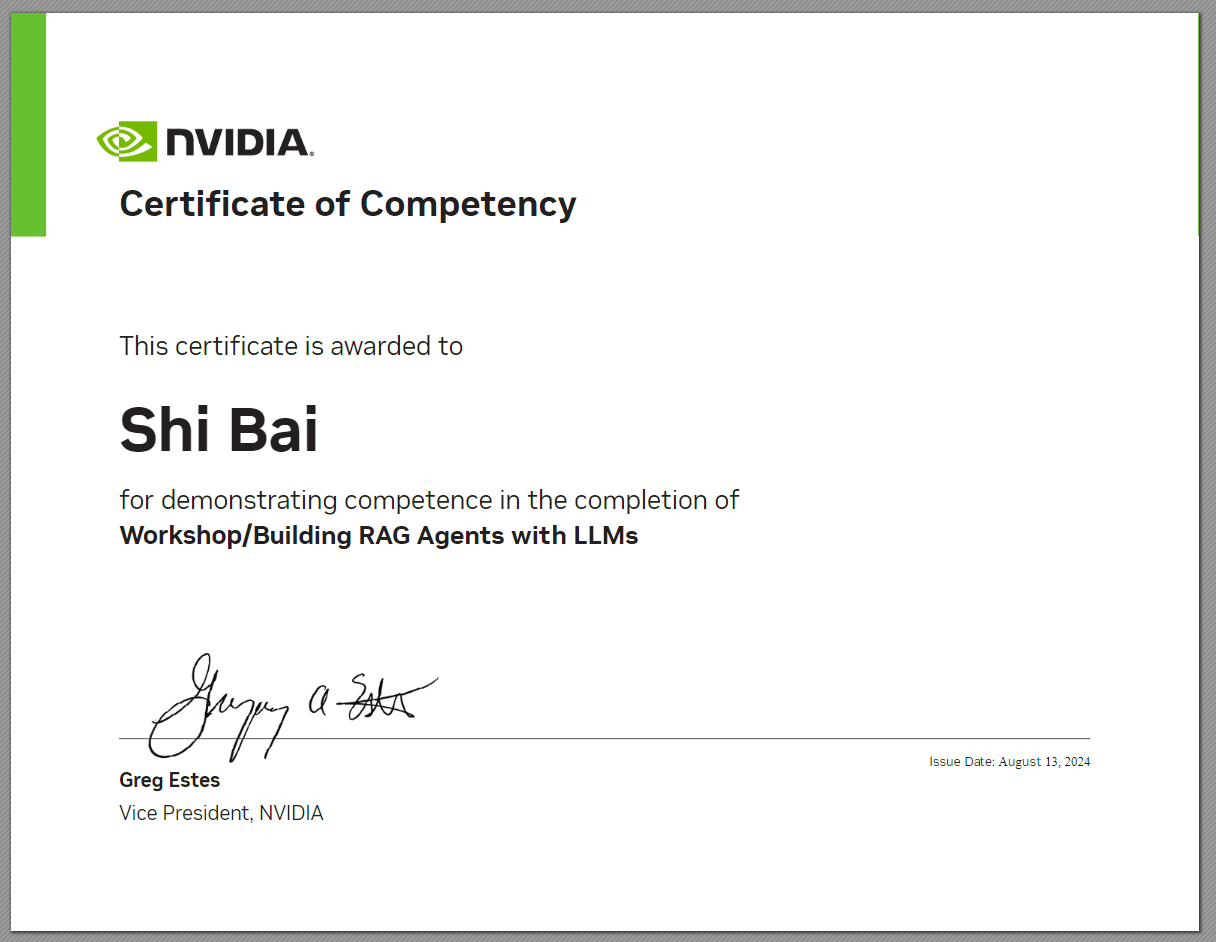 NVIDIA.
Certificate of Competency
This certificate is awarded to
Shi Bai
for demonstrating competence in the completion of
Workshop/Building RAG Agents with LLMs
Gregory A Estes
Issue Date: August 13, 2024
Greg Estes
Vice President, NVIDIA